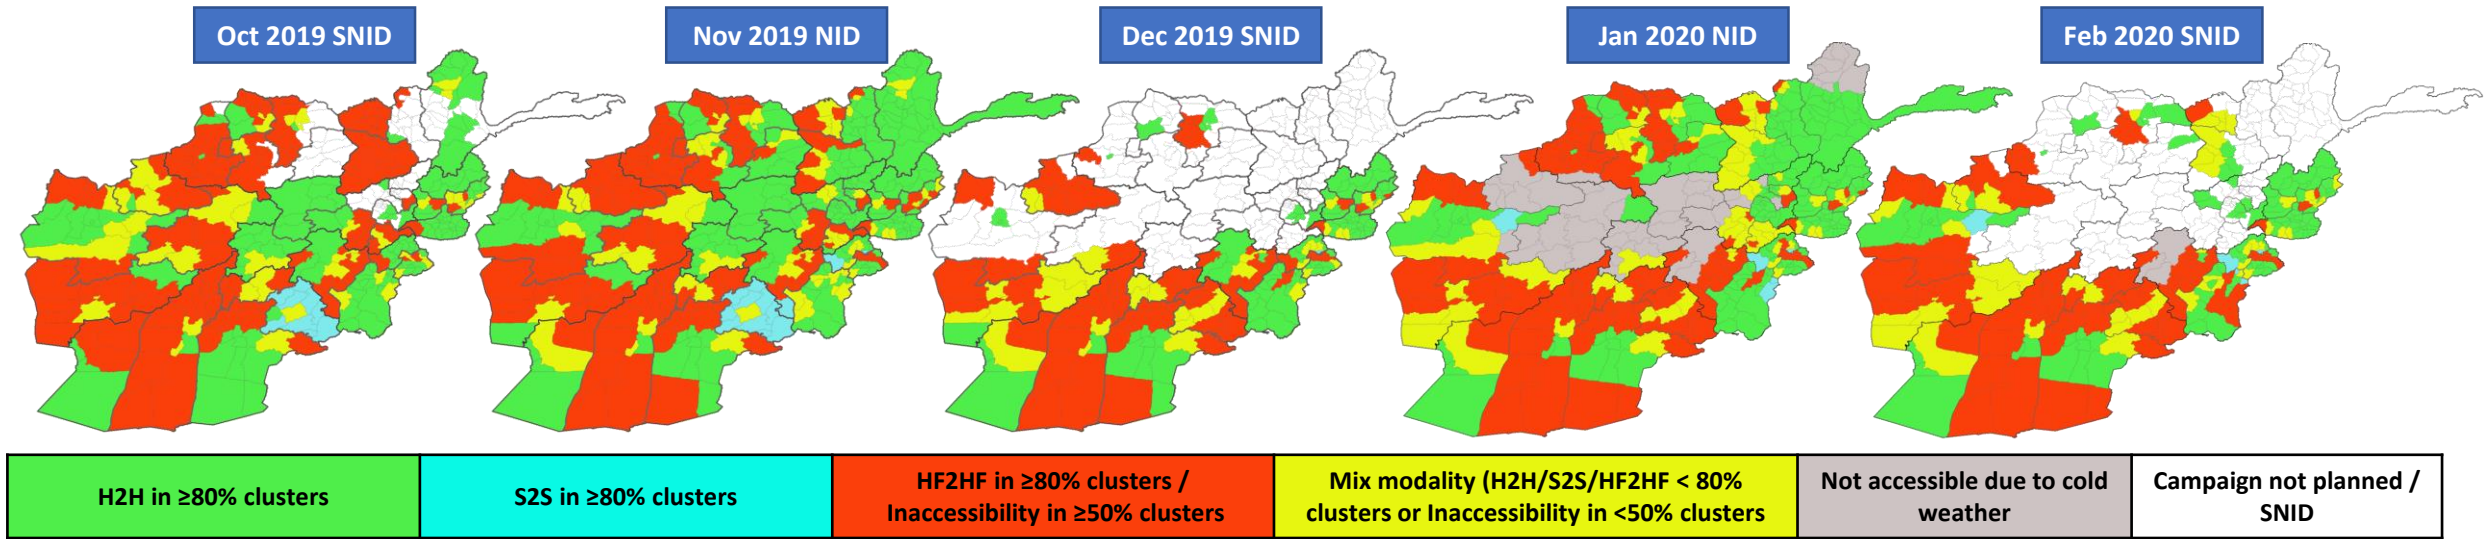 Oct 2019 SNID
Nov 2019 NID
Dec 2019 SNID
Jan 2020 NID
Feb 2020 SNID
H2H in ≥80% clusters
S2S in ≥80% clusters
HF2HF in ≥80% clusters /
Inaccessibility in ≥50% clusters
Mix modality (H2H/S2S/HF2HF < 80%
clusters or Inaccessibility in <50% clusters
Not accessible due to cold
weather
Campaign not planned /
SNID